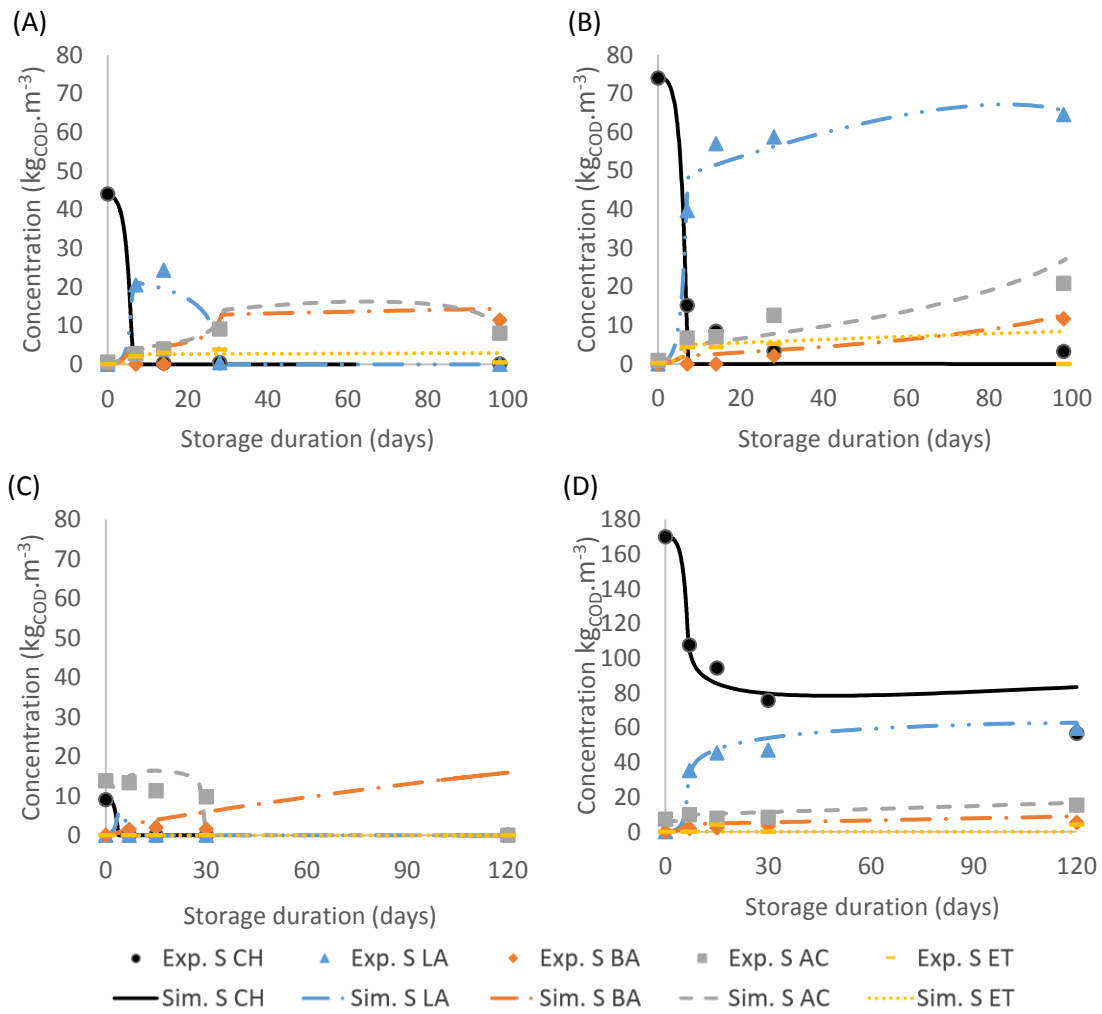 (A)
Concentration (kgCOD.m-3)
80
70
60
50
40
30
20
10
0
0 20 40 60 80 100
Storage duration (days)
(B)
Concentration (kgCOD.m-3)
80
70
60
50
40
30
20
10
0
0 20 40 60 80 100
Storage duration (days)
(C)
Concentration (kgCOD.m-3)
80
70
60
50
40
30
20
10
0
0 30 60 90 120
Storage duration (days)
(D)
Concentration kgCOD.m-3)
180
160
140
120
100
80
60
40
20
0
0 30 60 90 120
Storage duration (days)
Exp. S CH Exp. S LA Exp. S BA Exp. S AC Exp. S ET
Sim. S CH Sim. S LA Sim. S BA Sim. S AC Sim. S ET